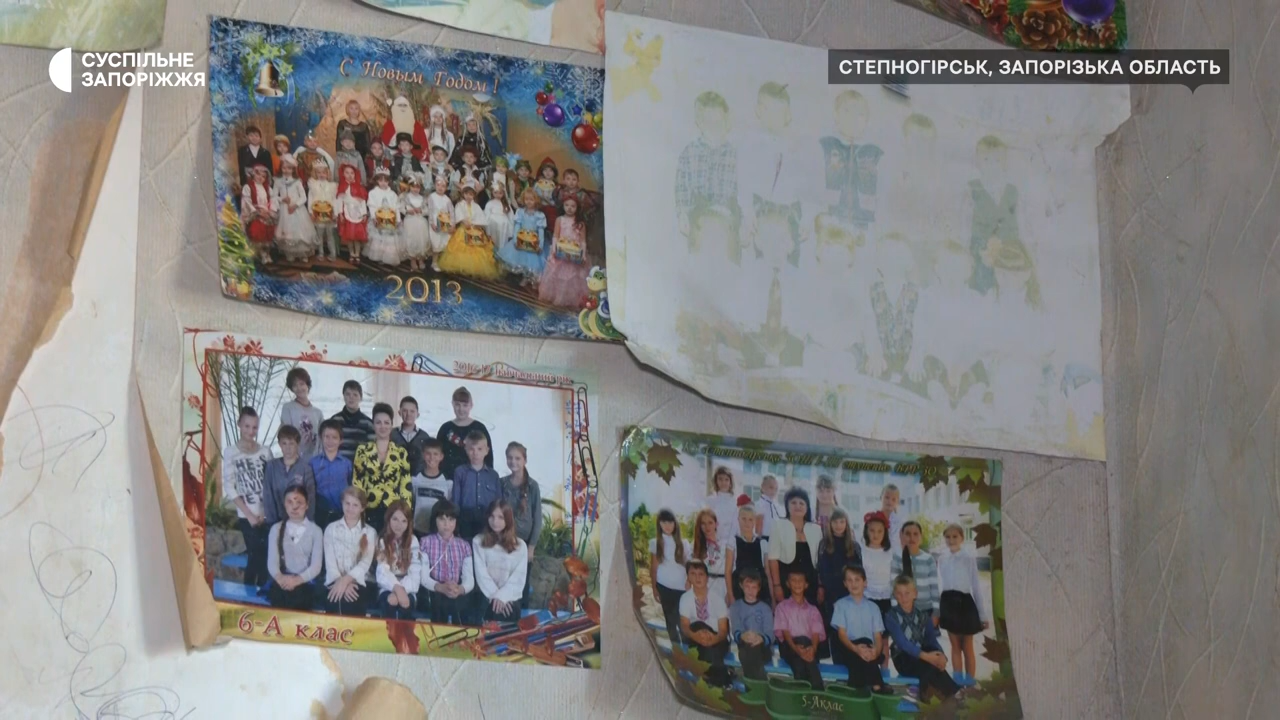 СУСПІЛЬНЕ
ЗАПОРІЖЖЯ
СТЕПНОГІРСЬК, ЗАПОРІЗЬКА ОБЛАСТЬ
С Новым Годом !
2013
6-А клас
5-А клас